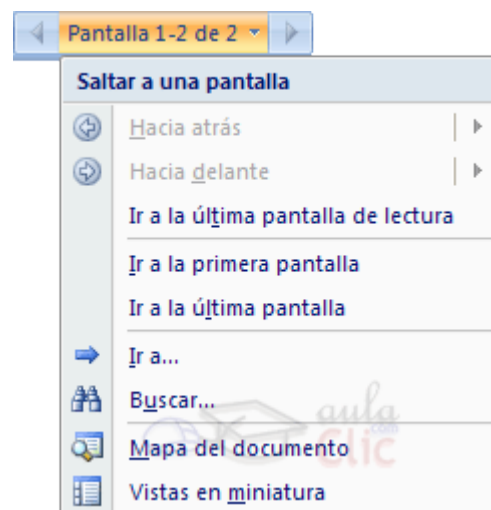 Pantalla 1-2 de 2
Saltar a una pantalla
Hacia atrás
Hacia delante
Ir a la última pantalla de lectura
Ir a la primera pantalla
Ir a la última pantalla
Ir a...
Buscar...
aula
.com
Clic
Mapa del documento
Vistas en miniatura